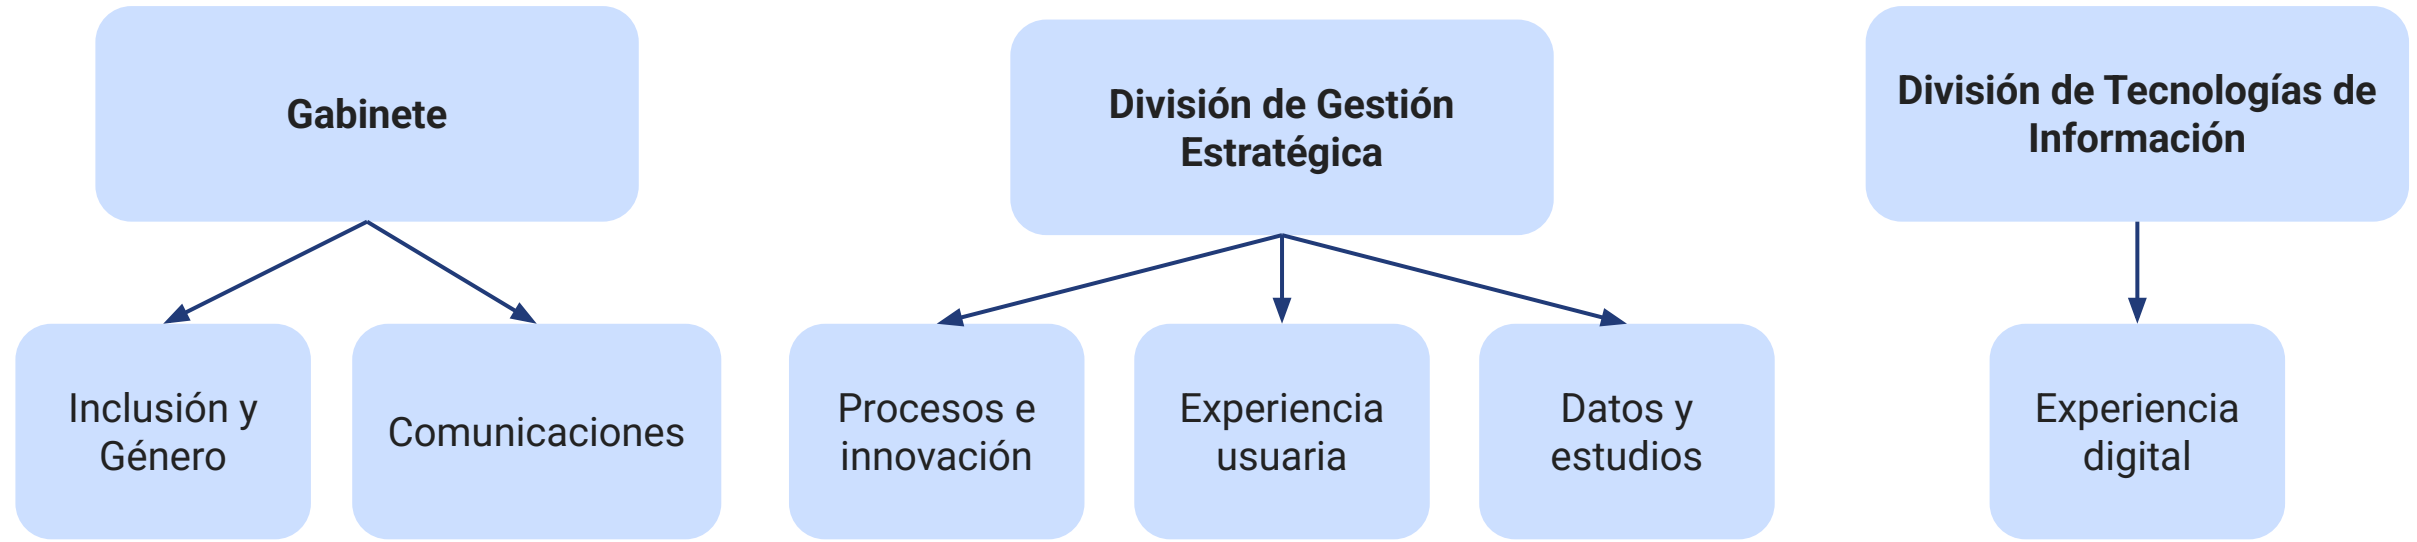 Gabinete
División de Gestión
Estratégica
División de Tecnologías de
Información
Inclusión y
Género
Comunicaciones
Procesos e
innovación
Experiencia
usuaria
Datos y
estudios
Experiencia
digital